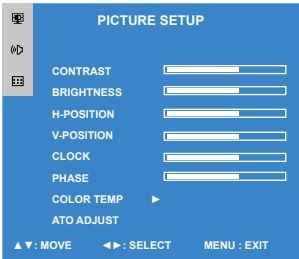 PICTURE SETUP
CONTRAST
BRIGHTNESS
H-POSITION
V-POSITION
CLOCK
PHASE
COLOR TEMP ►
ATO ADJUST
▲▼: MOVE ◄►: SELECT MENU : EXIT